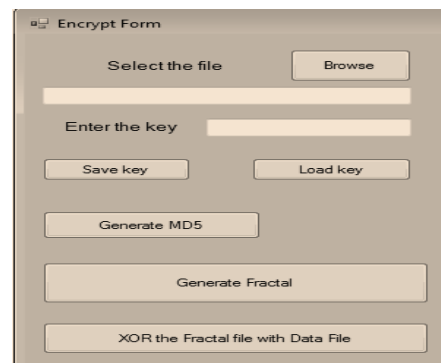 Encrypt Form
Select the file Browse
Enter the key
Save key Load key
Generate MD5
Generate Fractal
XOR the Fractal file with Data File